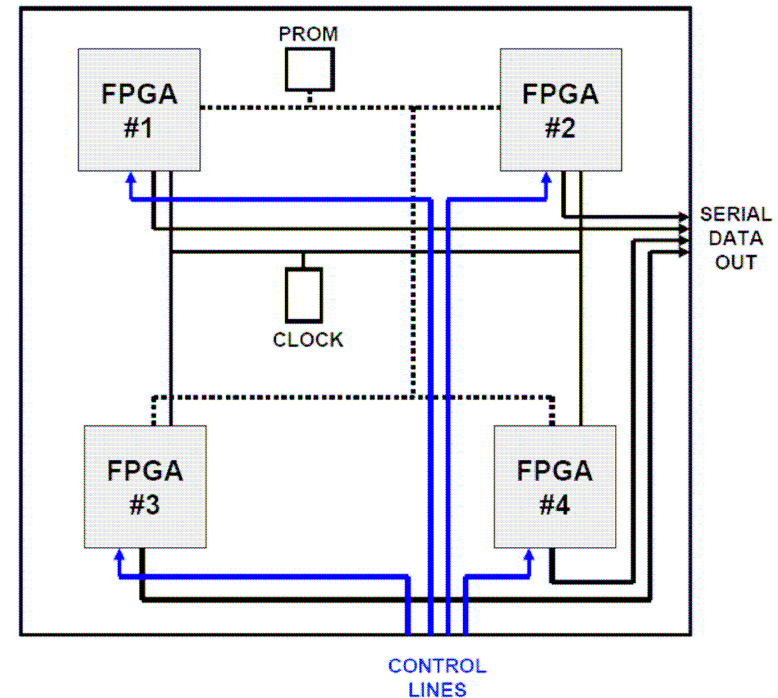 PROM
FPGA
#1
FPGA
#2
SERIAL
DATA
OUT
CLOCK
FPGA
#3
FPGA
#4
CONTROL
LINES